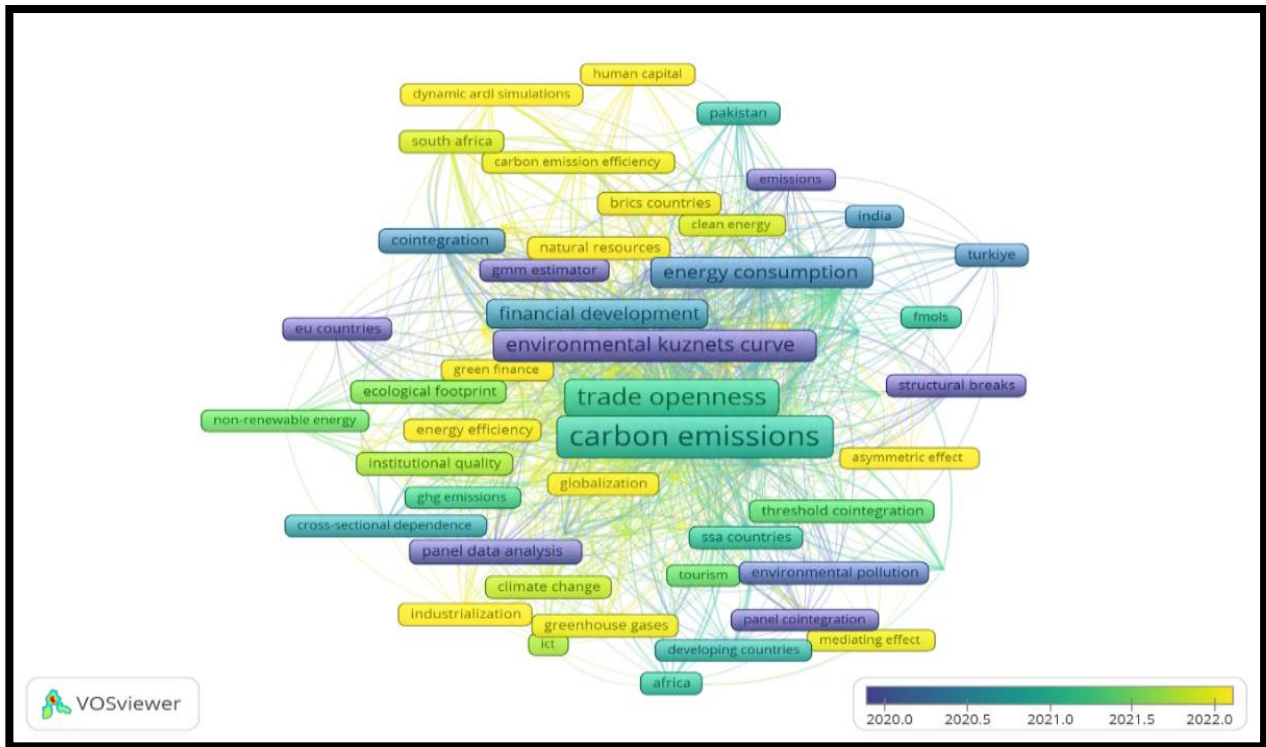 human capital
dynamic ardl simulations
pakistan
south africa
carbon emission efficiency
emissions
brics countries
india
clean energy
cointegration
natural resources
turkiye
gmm estimator
energy consumption
financial development
fmols
eu countries
environmental kuznets curve
green finance
structural breaks
ecological footprint
trade openness
non-renewable energy
energy efficiency
carbon emissions
asymmetric effect
institutional quality
globalization
ghg emissions
threshold cointegration
cross-sectional dependence
ssa countries
panel data analysis
tourism
environmental pollution
climate change
industrialization
panel cointegration
greenhouse gases
mediating effect
ict
developing countries
africa
VOSviewer
2020.0 2020.5 2021.0 2021.5 2022.0